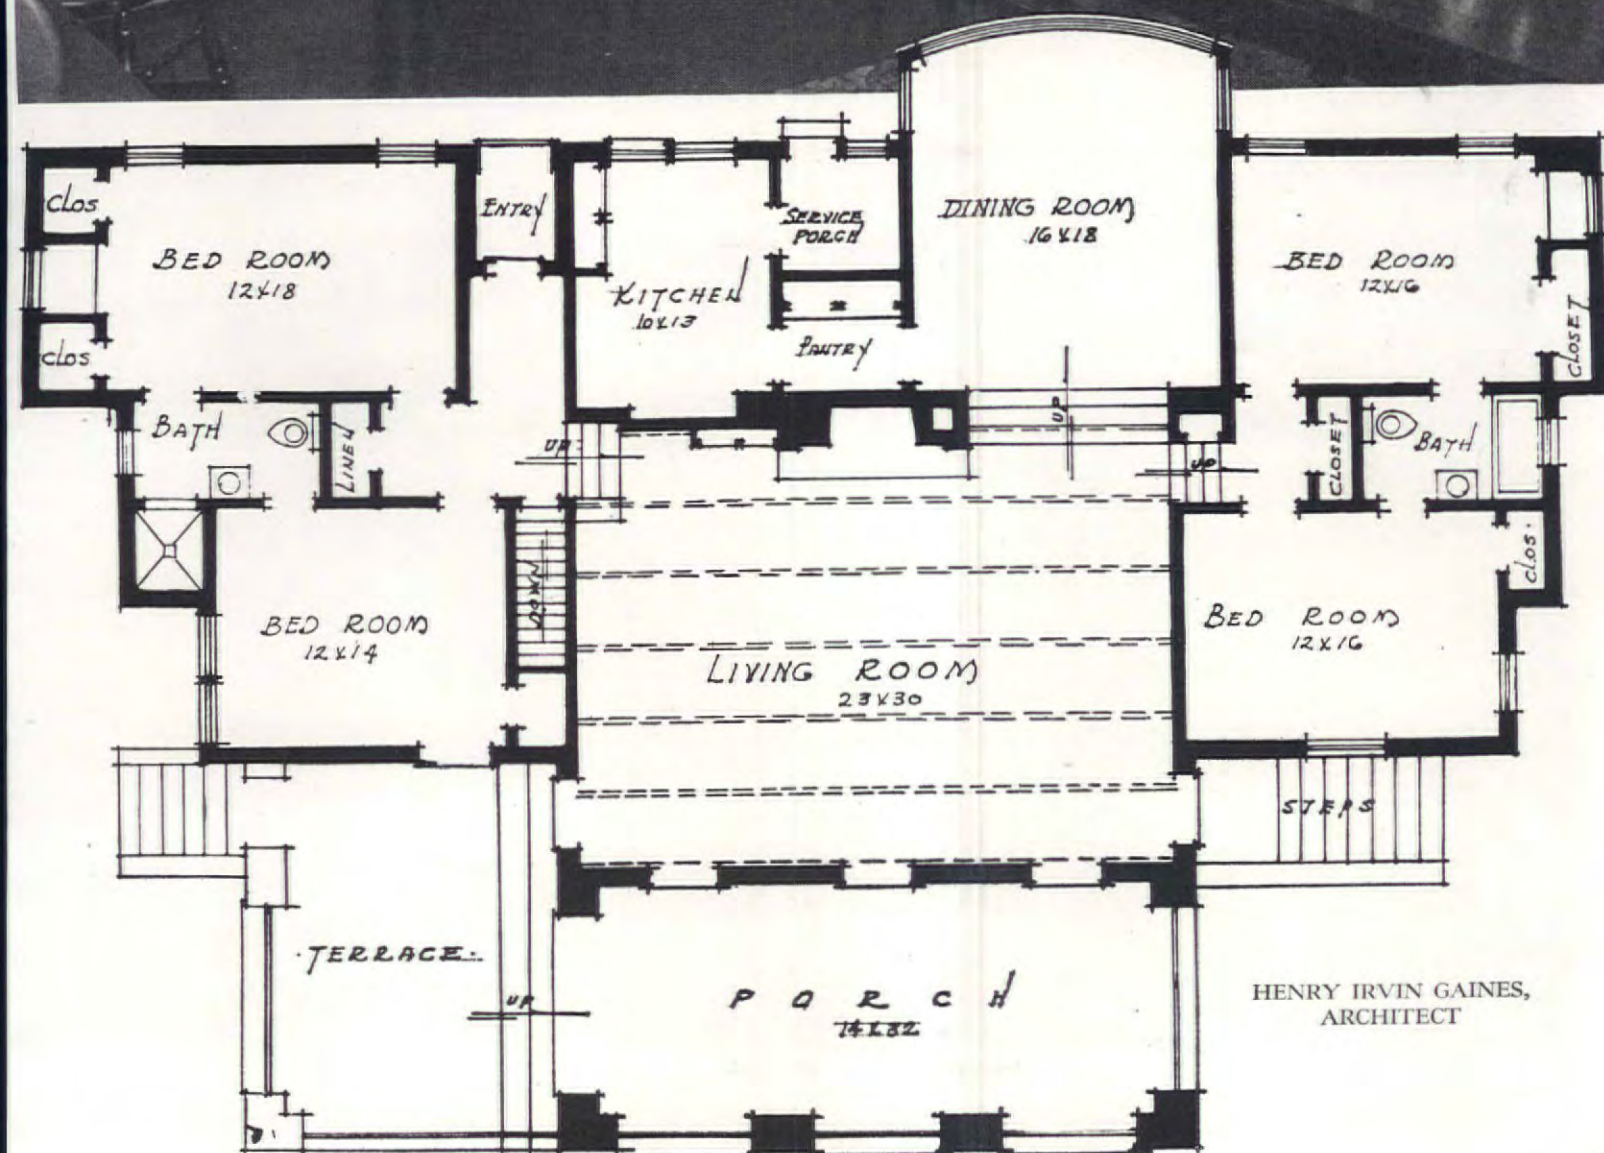 CLOS
BED ROOM
12X18
CLOS
ENTRY
KITCHEN
10X13
SERVICE
PORCH
PANTRY
DINING ROOM
16X18
BED ROOM
12X16
CLOSET
BATH
LINEN
UP
UP
UP
CLOSET
BATH
BED ROOM
12X14
DOWN
LIVING ROOM
23X30
BED ROOM
12X16
CLOS.
STEPS
TERRACE
UP
PORCH
14X32
HENRY IRVIN GAINES,
ARCHITECT